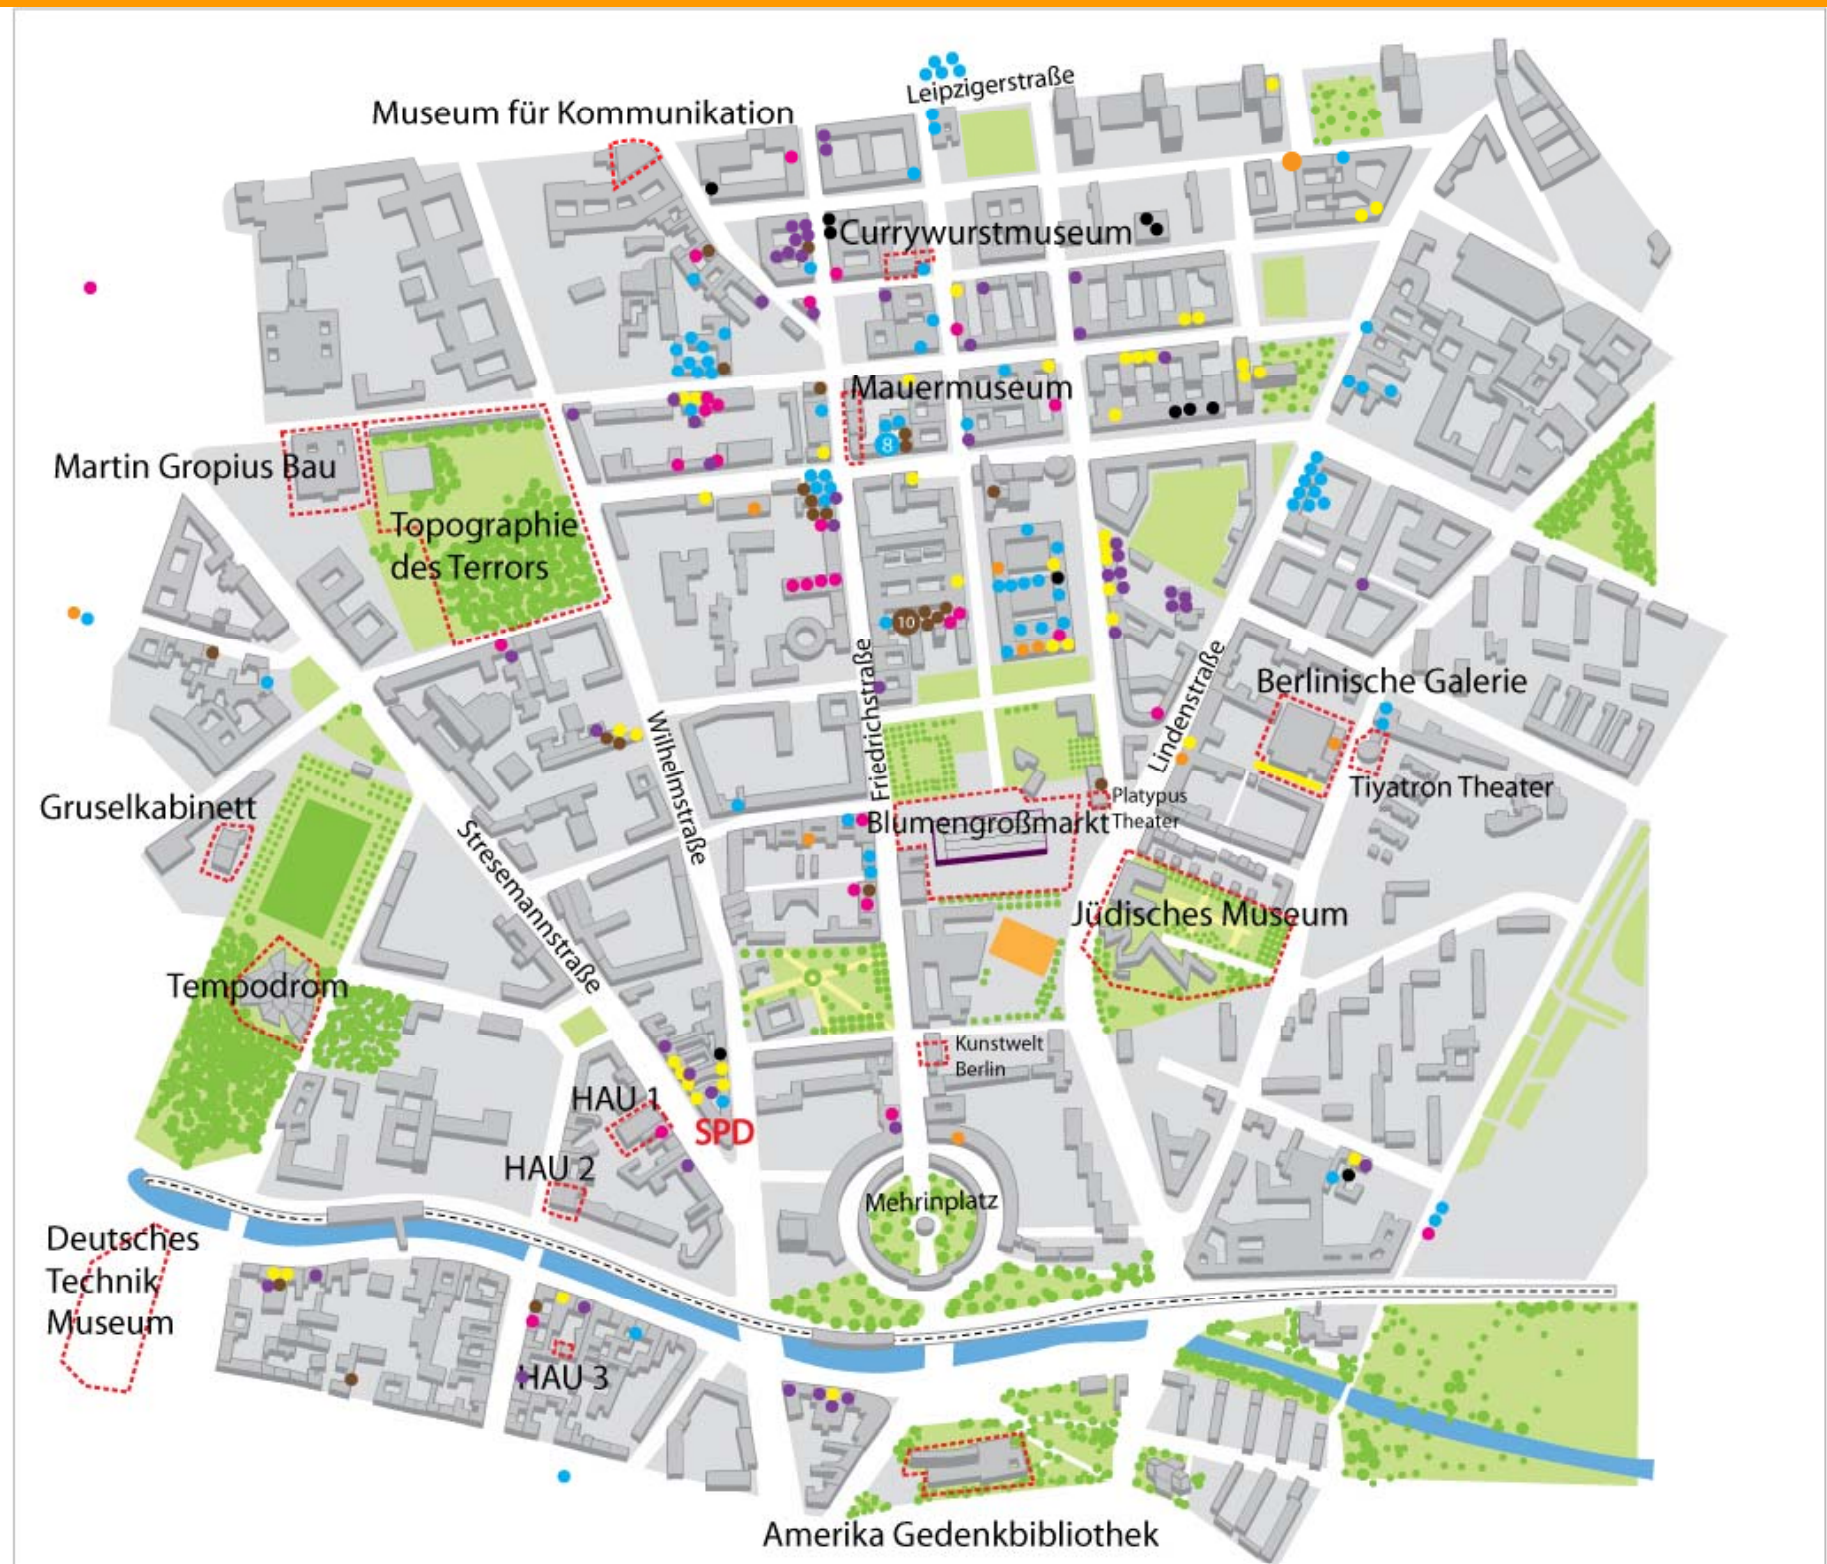 Leipzigerstraße
Museum für Kommunikation
Currywurstmuseum
Mauermuseum
8
Martin Gropius Bau
Topographie
des Terrors
10
Friedrichstraße
Lindenstraße
Berlinische Galerie
Wilhelmstraße
Tiyatron Theater
Gruselkabinett
Platypus
Theater
Blumengroßmarkt
Stresemannstraße
Jüdisches Museum
Tempodrom
Kunstwelt
Berlin
HAU 1
SPD
HAU 2
Mehrinplatz
Deutsches
Technik
Museum
HAU 3
Amerika Gedenkbibliothek